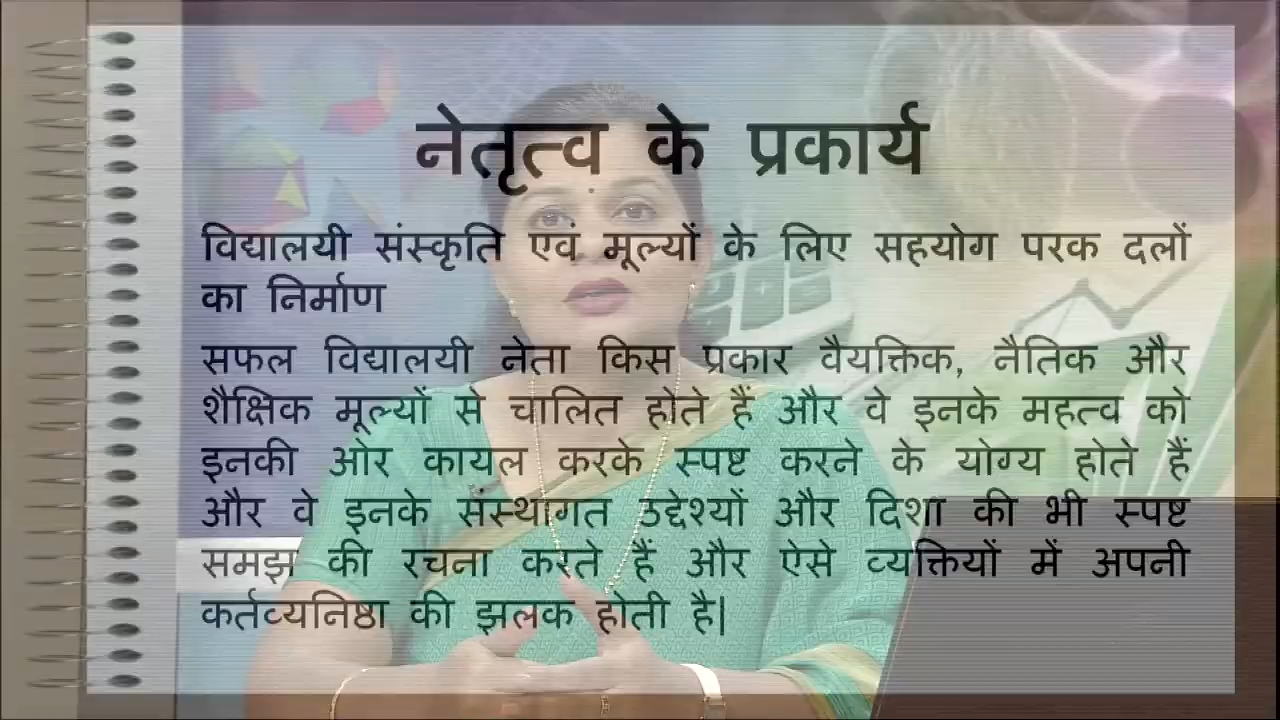 नेतृत्व के प्रकार्य
विद्यालयी संस्कृति एवं मूल्यों के लिए सहयोग परक दलों
का निर्माण
सफल विद्यालयी नेता किस प्रकार वैयक्तिक, नैतिक और
शैक्षिक मूल्यों से चालित होते हैं और वे इनके महत्व को
इनकी ओर कायल करके स्पष्ट करने के योग्य होते हैं
और वे इनके संस्थागत उद्देश्यों और दिशा की भी स्पष्ट
समझ की रचना करते हैं और ऐसे व्यक्तियों में अपनी
कर्तव्यनिष्ठा की झलक होती है|